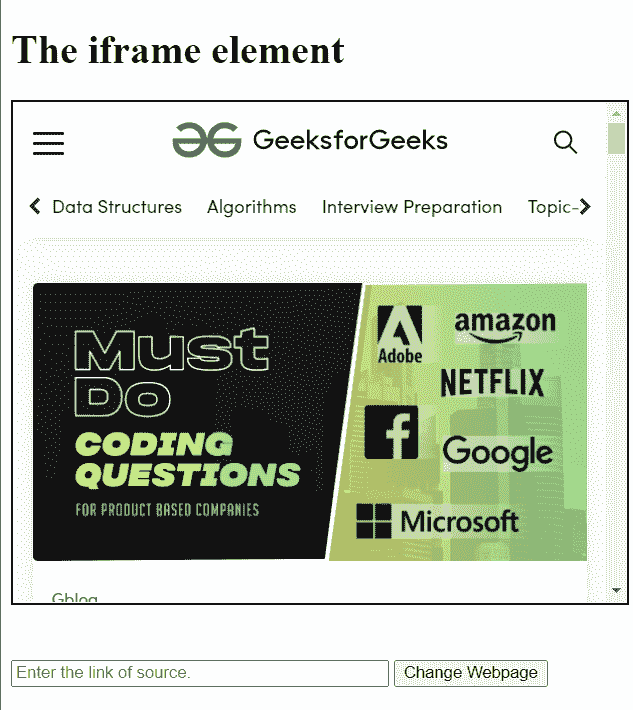 The iframe element
GeeksforGeeks
Data Structures Algorithms Interview Preparation Topic-
Must
Do
CODING
QUESTIONS
FOR PRODUCT BASED COMPANIES
Adobe
amazon
NETFLIX
Google
Microsoft
Gblog
Enter the link of source. Change Webpage